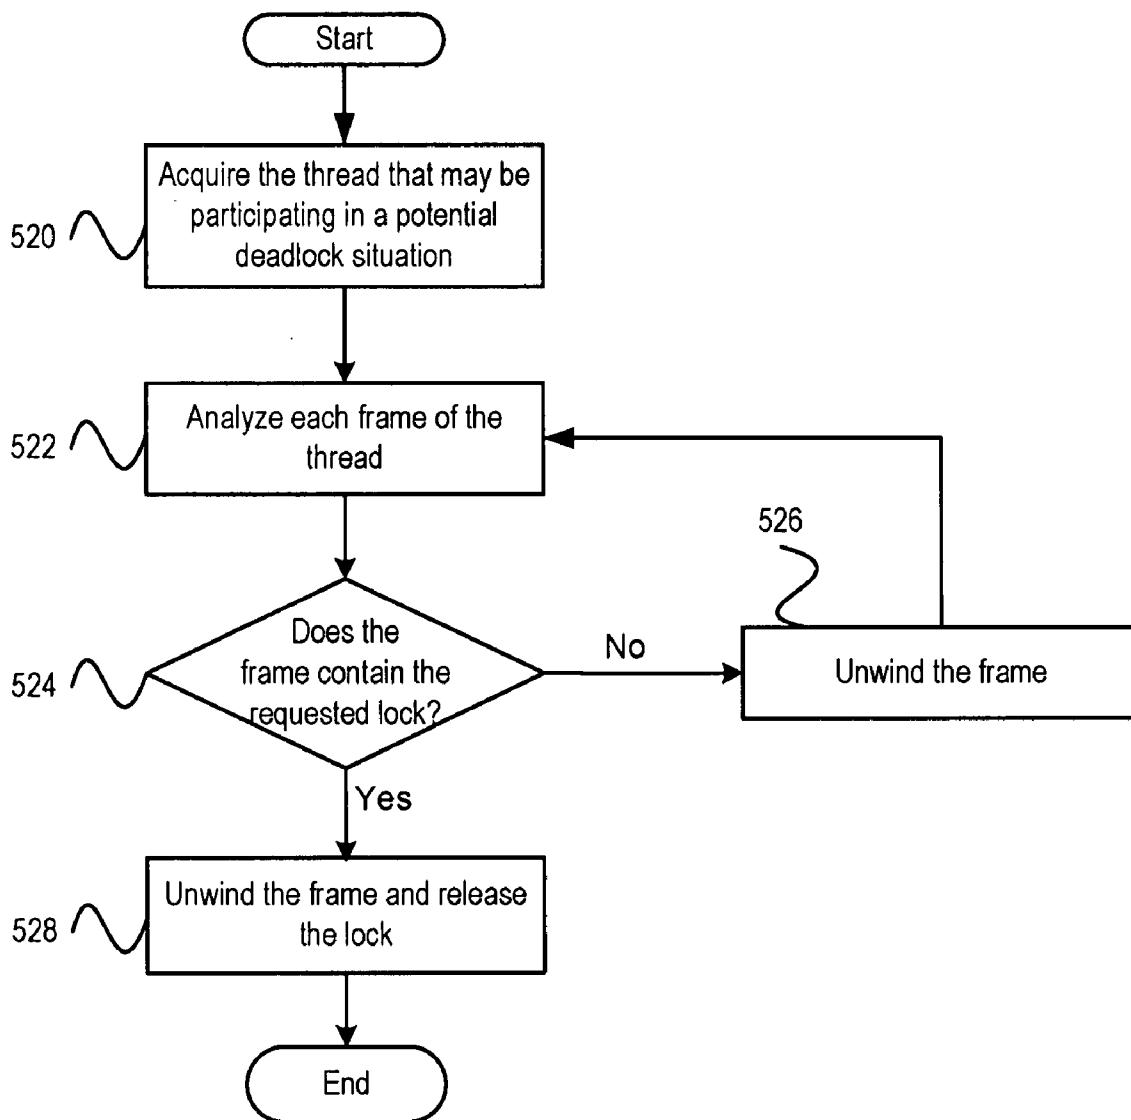 Start
Acquire the thread that may be
participating in a potential
deadlock situation
520
Analyze each frame of the
thread
522
526
Does the
frame contain the
requested lock?
524
No
Unwind the frame
Yes
Unwind the frame and release
the lock
528
End